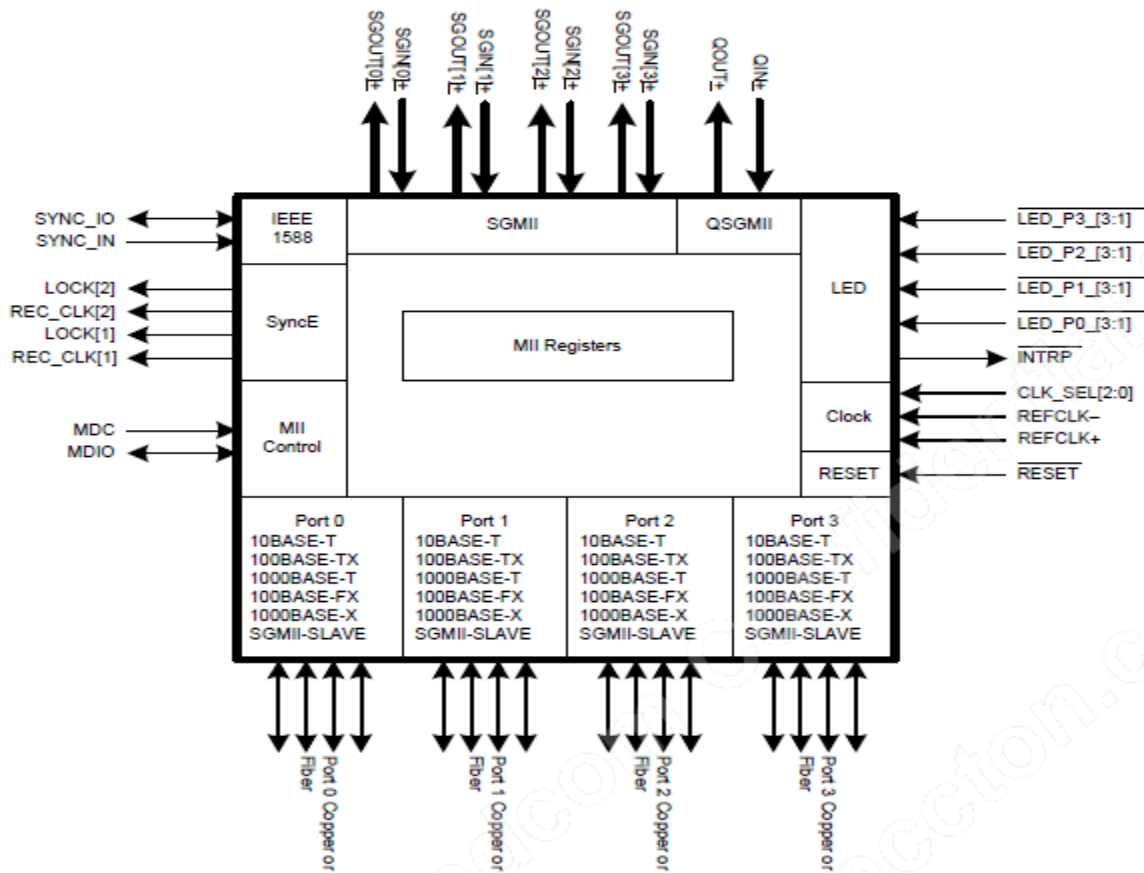 SGOUT[0]±
SGIN[0]±
SGOUT[1]±
SGIN[1]±
SGOUT[2]±
SGIN[2]±
SGOUT[3]±
SGIN[3]±
QOUT±
QIN±
SYNC_IO
SYNC_IN
LOCK[2]
REC_CLK[2]
LOCK[1]
REC_CLK[1]
MDC
MDIO
IEEE
1588
SyncE
MII
Control
SGMII
QSGMII
MII Registers
LED
Clock
RESET
LED_P3_[3:1]
LED_P2_[3:1]
LED_P1_[3:1]
LED_P0_[3:1]
INTRP
CLK_SEL[2:0]
REFCLK–
REFCLK+
RESET
Port 0
10BASE-T
100BASE-TX
1000BASE-T
100BASE-FX
1000BASE-X
SGMII-SLAVE
Port 1
10BASE-T
100BASE-TX
1000BASE-T
100BASE-FX
1000BASE-X
SGMII-SLAVE
Port 2
10BASE-T
100BASE-TX
1000BASE-T
100BASE-FX
1000BASE-X
SGMII-SLAVE
Port 3
10BASE-T
100BASE-TX
1000BASE-T
100BASE-FX
1000BASE-X
SGMII-SLAVE
Port 0 Copper or
Fiber
Port 1 Copper or
Fiber
Port 2 Copper or
Fiber
Port 3 Copper or
Fiber